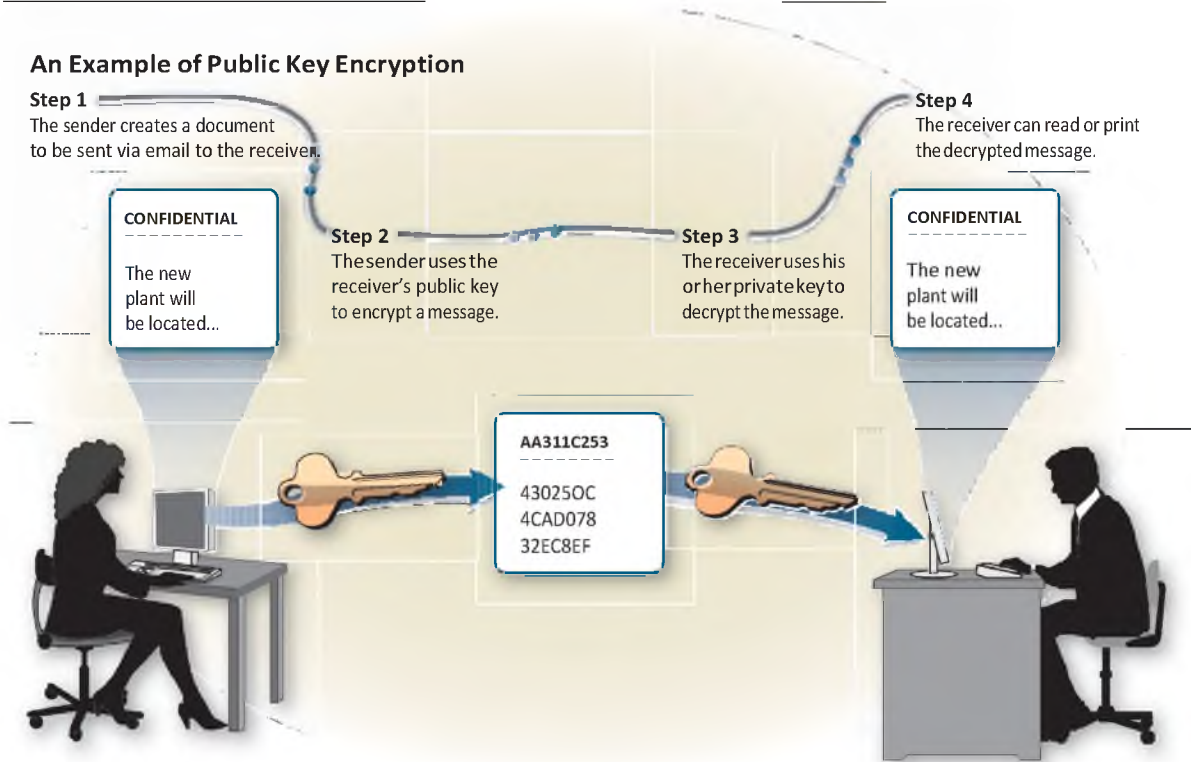 An Example of Public Key Encryption
Step 1
The sender creates a document
to be sent via email to the receiver.
CONFIDENTIAL
The new
plant will
be located...
Step 2
The sender uses the
receiver's public key
to encrypt a message.
AA311C253
43025OC
4CAD078
32EC8EF
Step 3
The receiver uses his
or her private key to
decrypt the message.
Step 4
The receiver can read or print
the decrypted message.
CONFIDENTIAL
The new
plant will
be located...